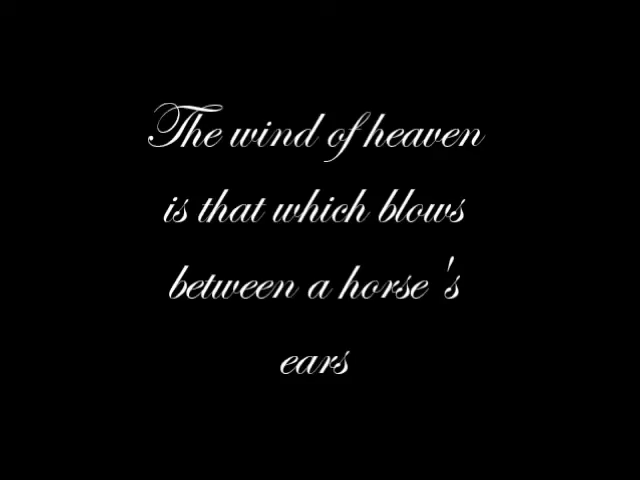 The wind of heaven
is that which blows
between a horse 's
ears